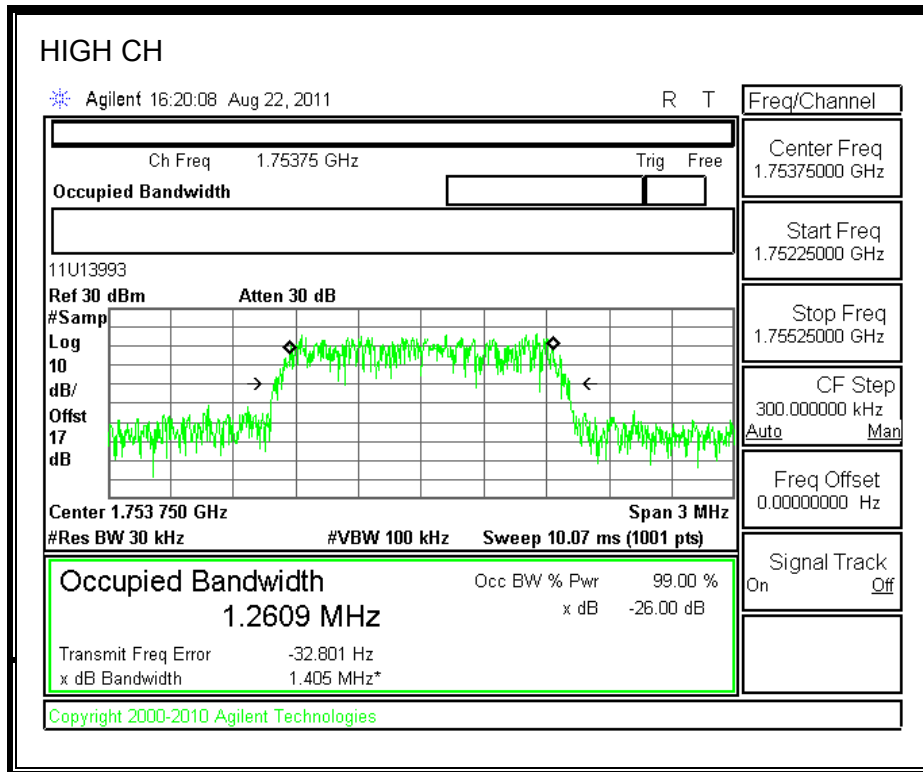 HIGH CH
Agilent 16:20:08 Aug 22, 2011 R T
Freq/Channel
Ch Freq 1.75375 GHz Trig Free
Occupied Bandwidth
Center Freq
1.75375000 GHz
Start Freq
1.75225000 GHz
11U13993
Ref 30 dBm Atten 30 dB
#Samp
Log
10
dB/
Offst
17
dB
Stop Freq
1.75525000 GHz
CF Step
300.000000 kHz
Auto Man
Freq Offset
0.00000000 Hz
Center 1.753 750 GHz Span 3 MHz
#Res BW 30 kHz #VBW 100 kHz Sweep 10.07 ms (1001 pts)
Signal Track
On Off
Occupied Bandwidth Occ BW % Pwr 99.00 %
1.2609 MHz x dB -26.00 dB
Transmit Freq Error -32.801 Hz
x dB Bandwidth 1.405 MHz*
Copyright 2000-2010 Agilent Technologies